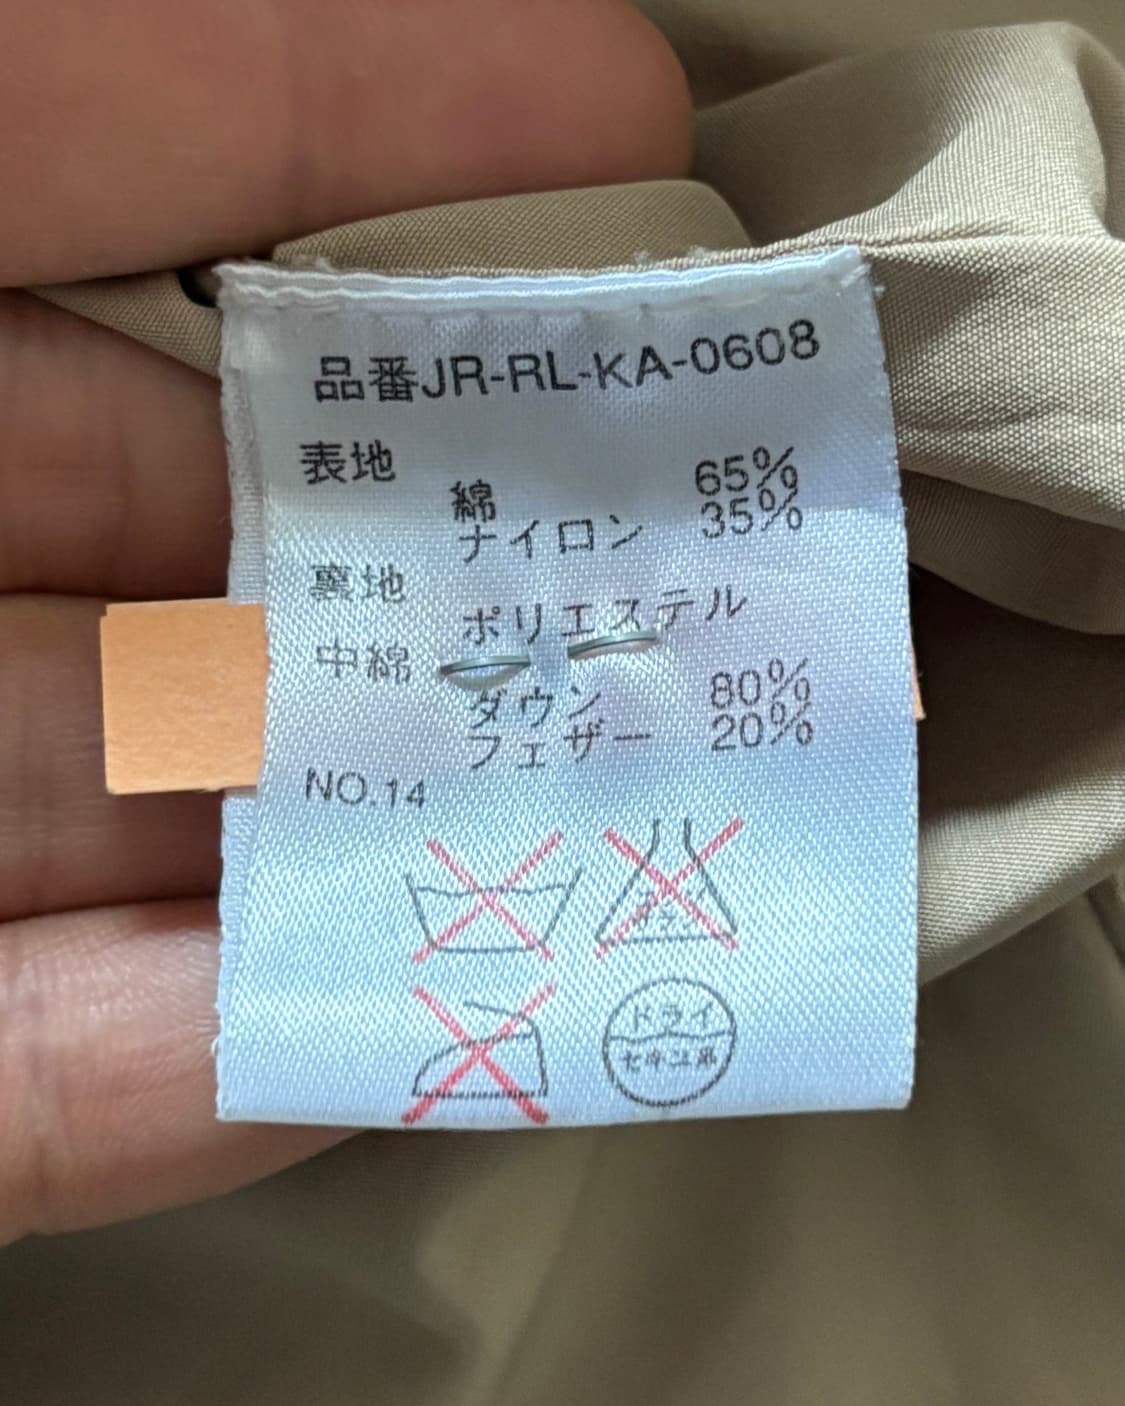 品番JR-RL-KA-0608
表地
綿 65%
ナイロン 35%
裏地
ポリエステル
中綿
ダウン 80%
フェザー 20%
NO.14
ドライ
セキユ系